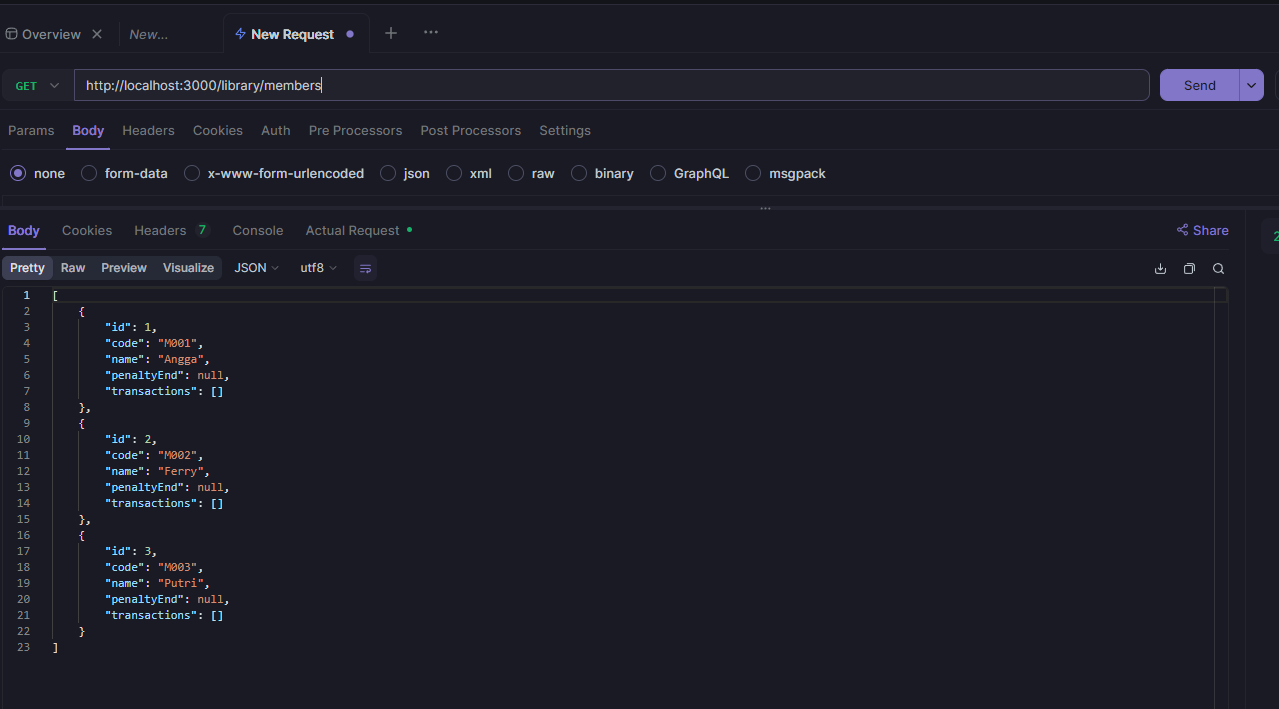 Overview New... New Request
GET http://localhost:3000/library/members Send
Params Body Headers Cookies Auth Pre Processors Post Processors Settings
none form-data x-www-form-urlencoded json xml raw binary GraphQL msgpack
Body Cookies Headers 7 Console Actual Request Share
2
Pretty Raw Preview Visualize JSON utf8
1 [
2 {
3 "id": 1,
4 "code": "M001",
5 "name": "Angga",
6 "penaltyEnd": null,
7 "transactions": []
8 },
9 {
10 "id": 2,
11 "code": "M002",
12 "name": "Ferry",
13 "penaltyEnd": null,
14 "transactions": []
15 },
16 {
17 "id": 3,
18 "code": "M003",
19 "name": "Putri",
20 "penaltyEnd": null,
21 "transactions": []
22 }
23 ]